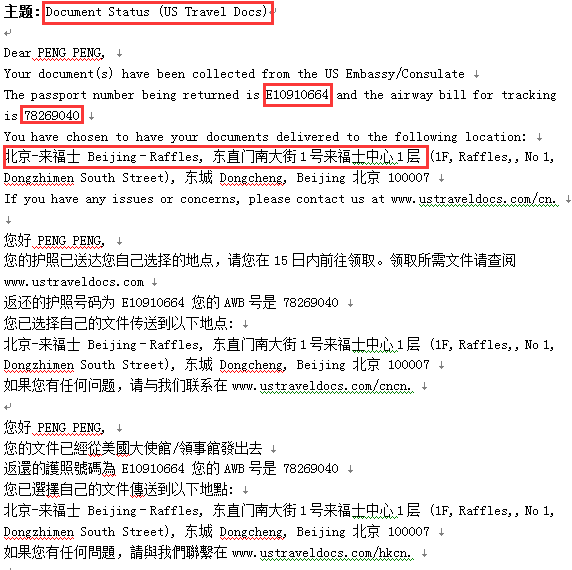 主题：Document Status (US Travel Docs)
Dear PENG PENG,
Your document(s) have been collected from the US Embassy/Consulate
The passport number being returned is E10910664 and the airway bill for tracking
is 78269040
You have chosen to have your documents delivered to the following location:
北京-来福士 Beijing–Raffles, 东直门南大街1号来福士中心1层 (1F, Raffles,, No 1,
Dongzhimen South Street), 东城 Dongcheng, Beijing 北京 100007
If you have any issues or concerns, please contact us at www.ustraveldocs.com/cn.
您好 PENG PENG,
您的护照已送达您自己选择的地点，请您在15日内前往领取。领取所需文件请查阅
www.ustraveldocs.com
返还的护照号码为 E10910664 您的 AWB 号是 78269040
您已选择自己的文件传送到以下地点:
北京-来福士 Beijing–Raffles, 东直门南大街1号来福士中心1层 (1F, Raffles,, No 1,
Dongzhimen South Street), 东城 Dongcheng, Beijing 北京 100007
如果您有任何问题，请与我们联系在 www.ustraveldocs.com/cncn.
您好 PENG PENG,
您的文件已經從美國大使館/領事館發出去
返還的護照號碼為 E10910664 您的 AWB 号是 78269040
您已選擇自己的文件傳送到以下地點:
北京-来福士 Beijing–Raffles, 东直门南大街1号来福士中心1层 (1F, Raffles,, No 1,
Dongzhimen South Street), 东城 Dongcheng, Beijing 北京 100007
如果您有任何問題，請與我們聯繫在 www.ustraveldocs.com/hkcn.